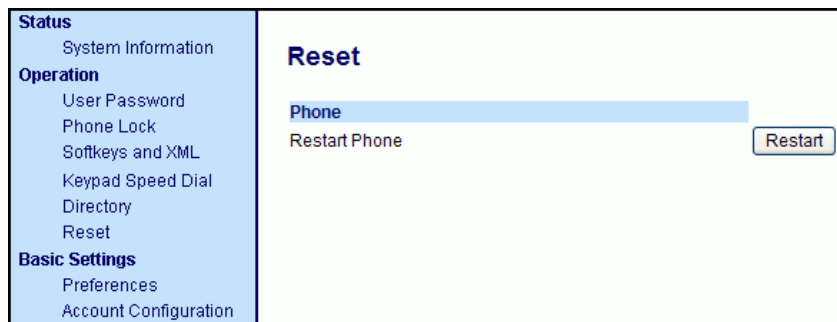 Status
System Information
Operation
User Password
Phone Lock
Softkeys and XML
Keypad Speed Dial
Directory
Reset
Basic Settings
Preferences
Account Configuration
Reset
Phone
Restart Phone
Restart